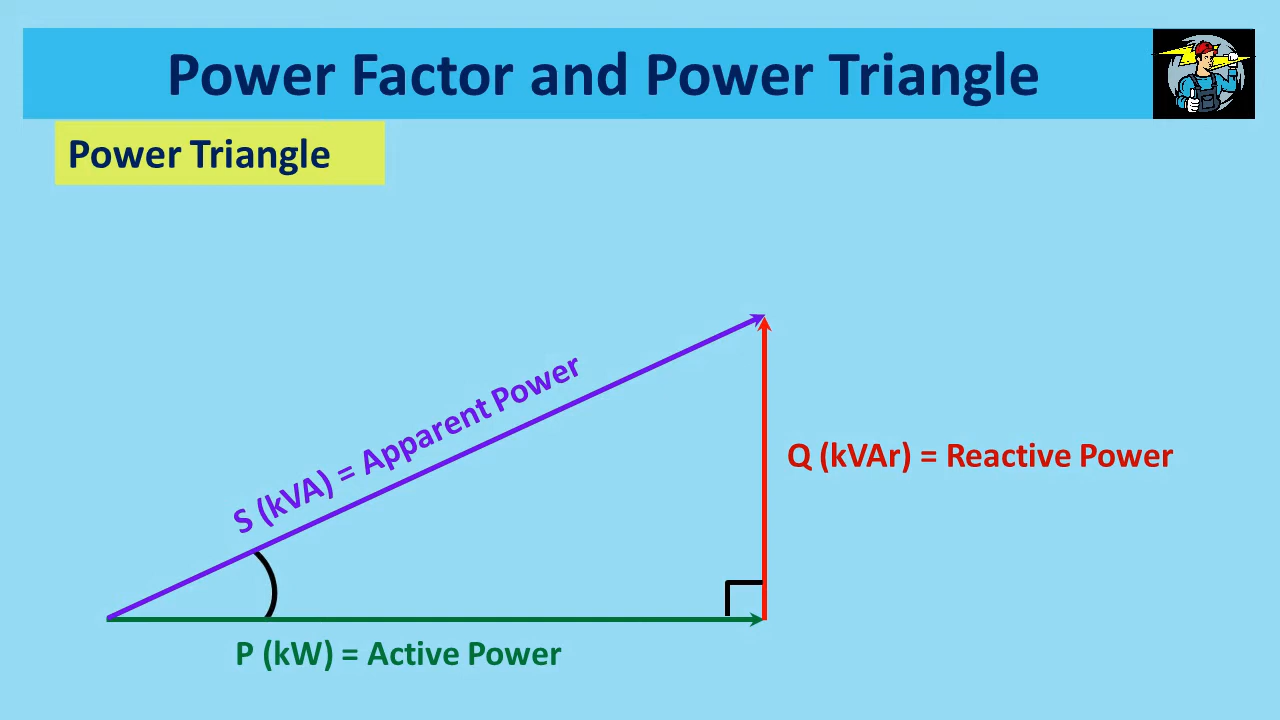 Power Factor and Power Triangle
Power Triangle
S (kVA) = Apparent Power
Q (kVAr) = Reactive Power
P (kW) = Active Power